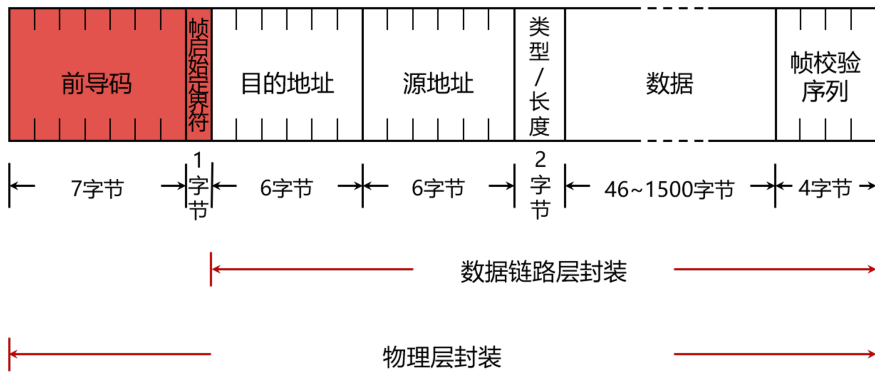 前导码
帧启始定界符
目的地址
源地址
类型/长度
数据
帧校验
序列
7字节
1字节
6字节
6字节
2字节
46~1500字节
4字节
数据链路层封装
物理层封装